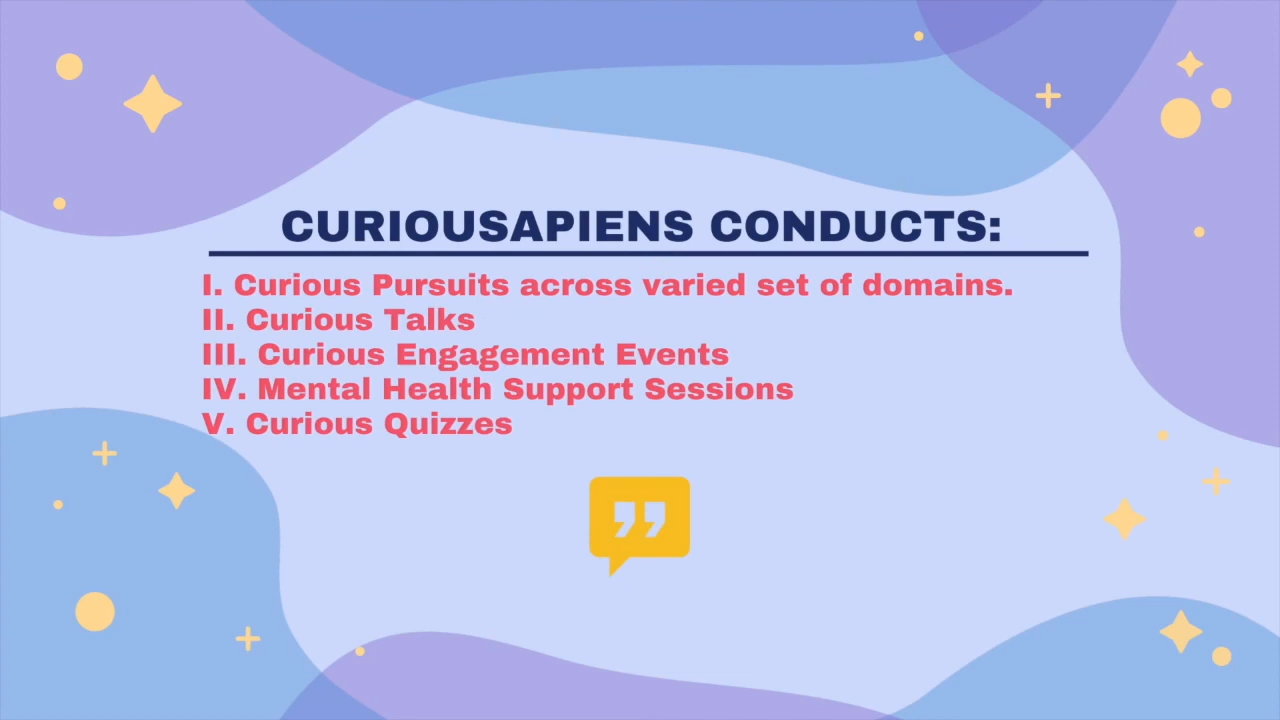 CURIOUSAPIENS CONDUCTS:
I. Curious Pursuits across varied set of domains.
II. Curious Talks
III. Curious Engagement Events
IV. Mental Health Support Sessions
V. Curious Quizzes